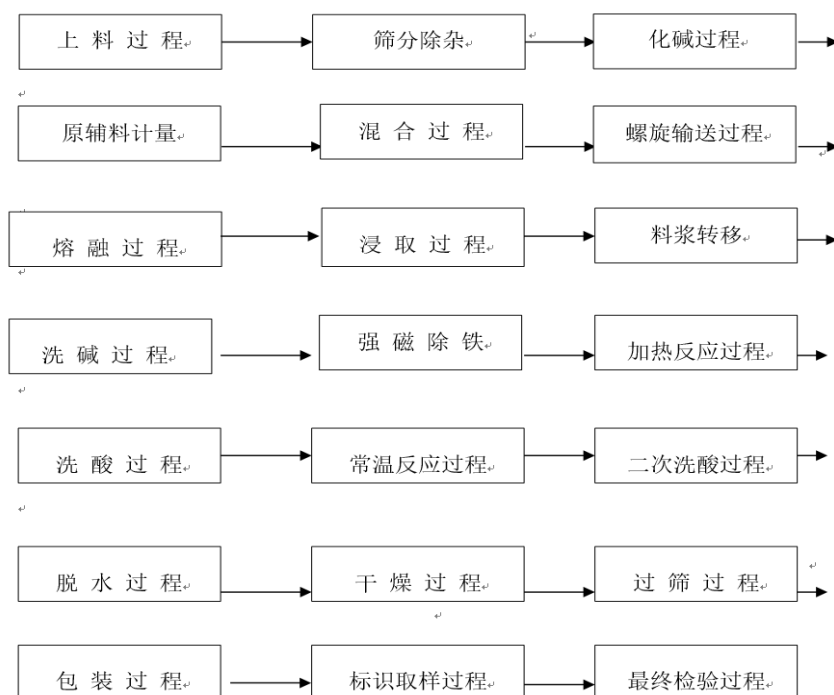 上料过程
筛分除杂
化碱过程
原辅料计量
混合过程
螺旋输送过程
熔融过程
浸取过程
料浆转移
洗碱过程
强磁除铁
加热反应过程
洗酸过程
常温反应过程
二次洗酸过程
脱水过程
干燥过程
过筛过程
包装过程
标识取样过程
最终检验过程